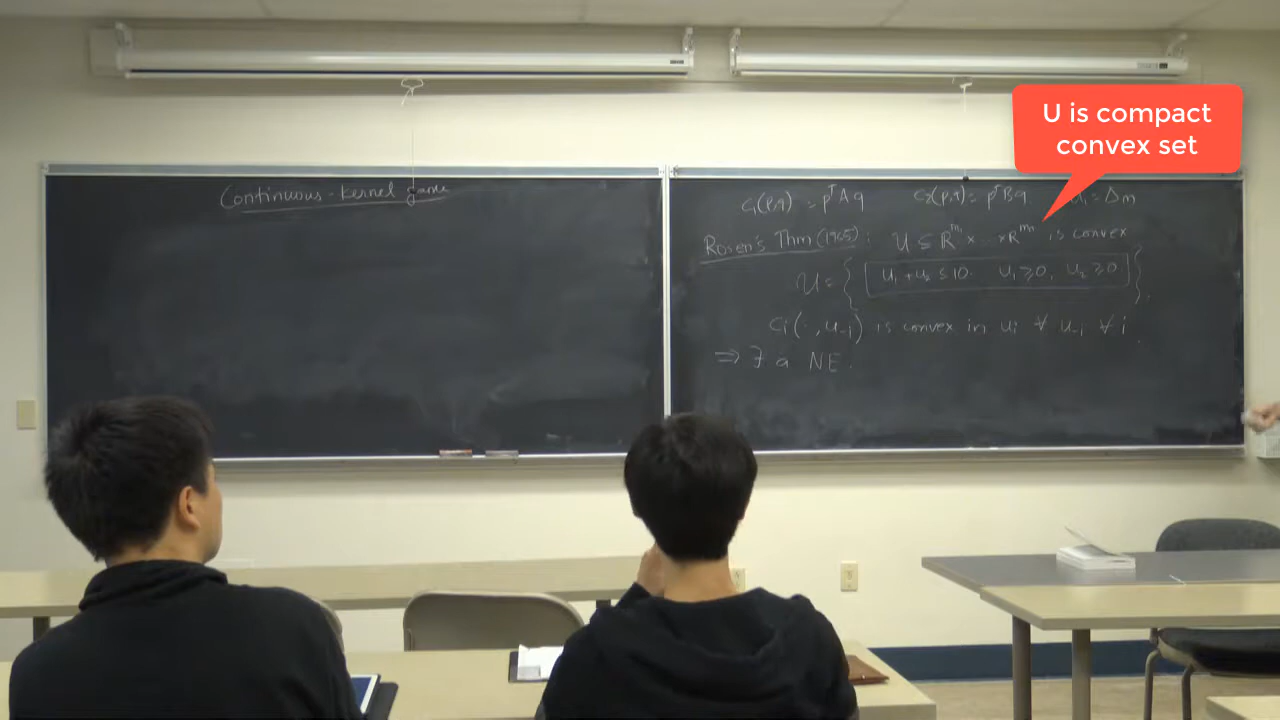 U is compact
convex set
Continuous-Kernel game
C₁(p,q) = pᵀAq C₂(p,q) = pᵀBq = Δm
Rosen's Thm (1965): U ⊆ ℝ^m₁ × ... × ℝ^mₙ is convex
U = { u₁ + u₂ ≤ 10. u₁ ≥ 0, u₂ ≥ 0 }.
Cᵢ(·, u₋ᵢ) is convex in uᵢ ∀ u₋ᵢ ∀ i.
⇒ ∃ a NE.